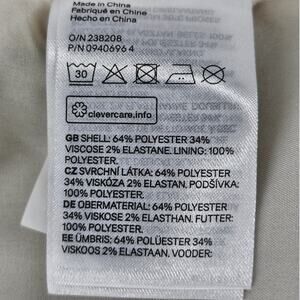 Made in China
Fabriqué en Chine
Hecho en China
O/N 238208
P/N 0940696 4
30
clevercare.info
GB SHELL: 64% POLYESTER 34%
VISCOSE 2% ELASTANE. LINING: 100%
POLYESTER.
CZ SVRCHNÍ LÁTKA: 64% POLYESTER
34% VISKÓZA 2% ELASTAN. PODŠÍVKA:
100% POLYESTER.
DE OBERMATERIAL: 64% POLYESTER
34% VISKOSE 2% ELASTHAN. FUTTER:
100% POLYESTER.
EE ÜMBRIS: 64% POLÜESTER 34%
VISKOOS 2% ELASTAAN. VOODER: